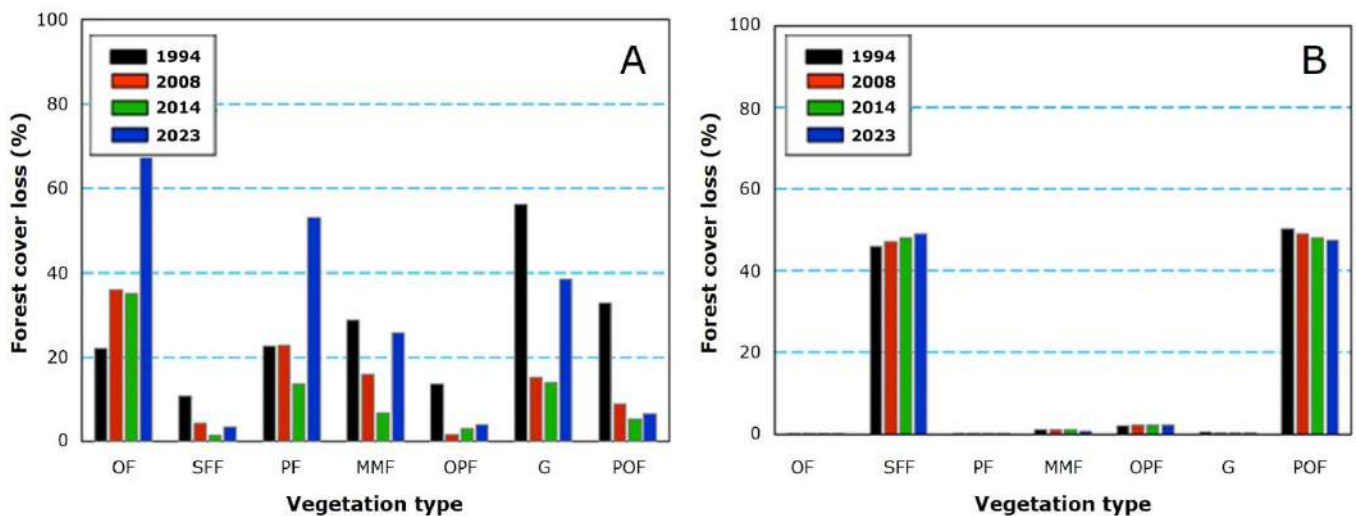 A
1994
2008
2014
2023
Forest cover loss (%)
100
80
60
40
20
0
OF SFF PF MMF OPF G POF
Vegetation type
B
1994
2008
2014
2023
Forest cover loss (%)
100
80
60
40
20
0
OF SFF PF MMF OPF G POF
Vegetation type